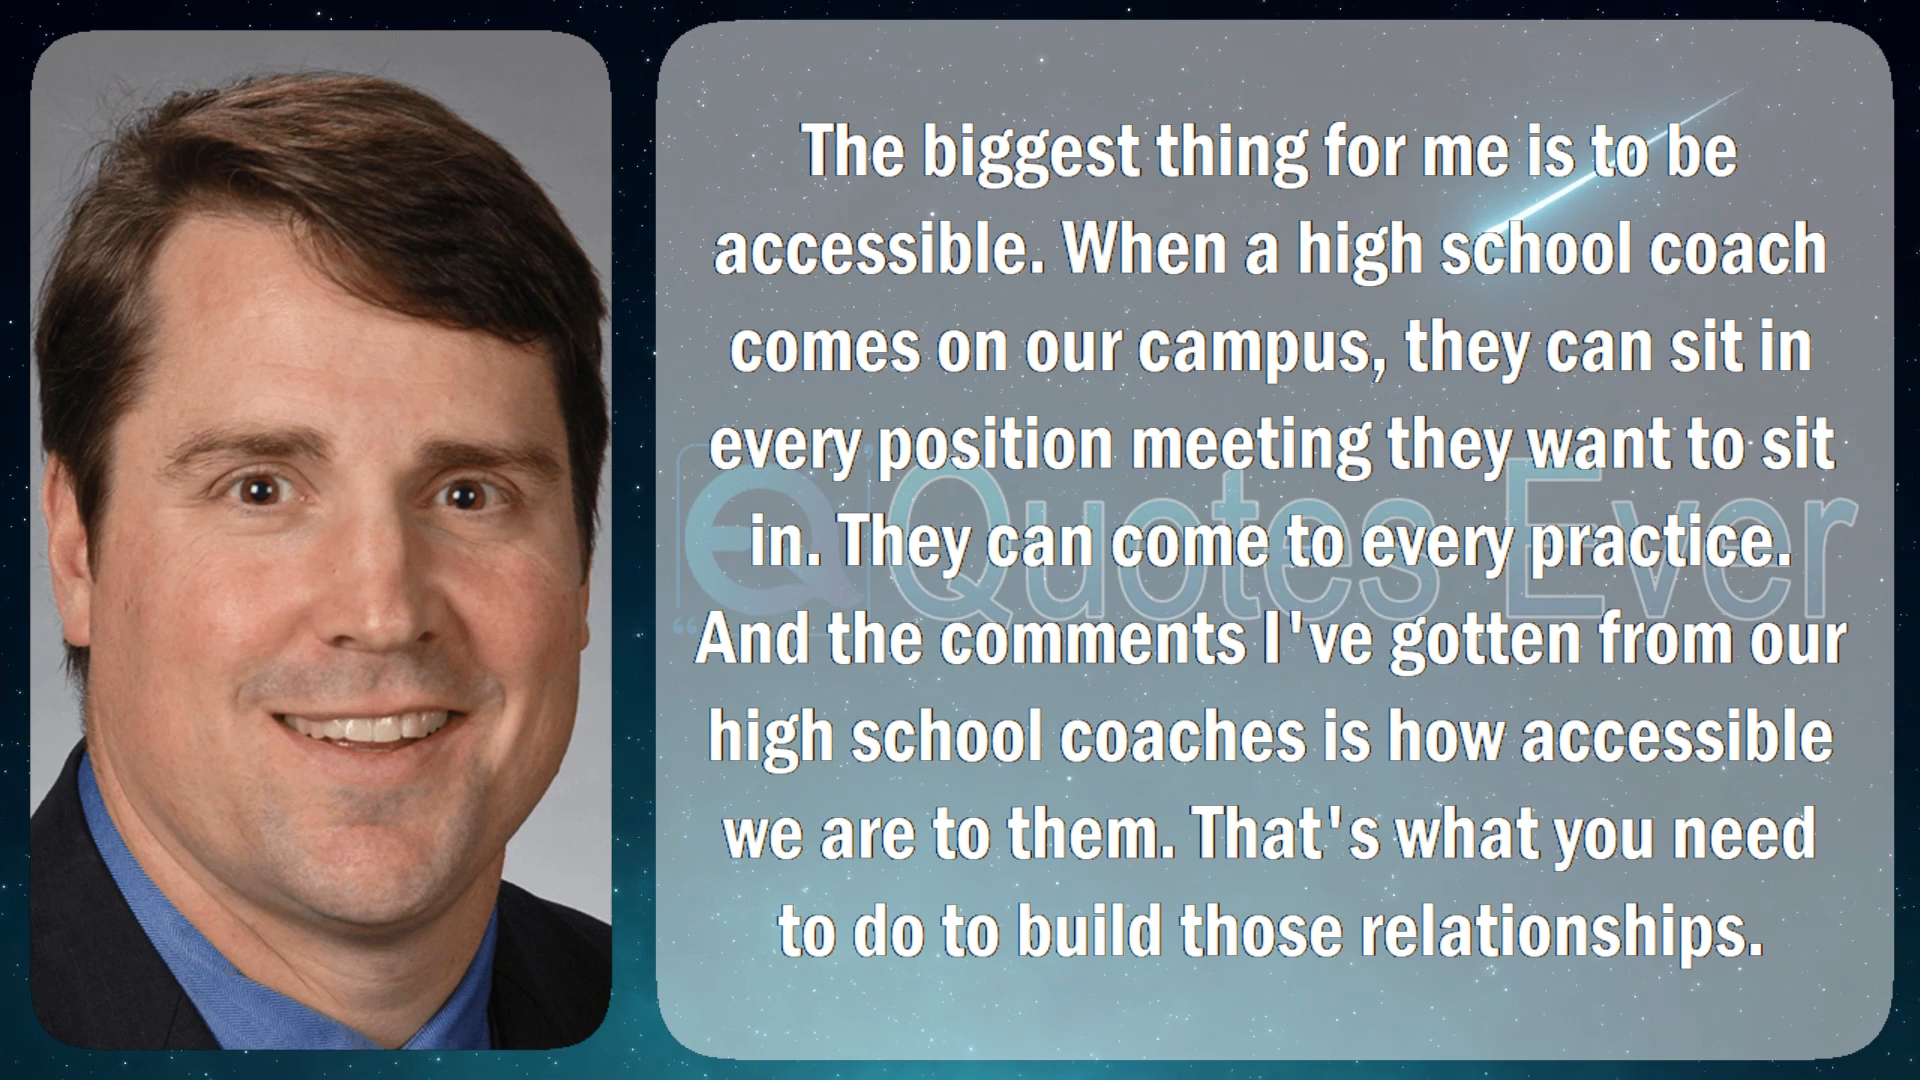 The biggest thing for me is to be
accessible. When a high school coach
comes on our campus, they can sit in
every position meeting they want to sit
in. They can come to every practice.
And the comments I've gotten from our
high school coaches is how accessible
we are to them. That's what you need
to do to build those relationships.
Quotes Ever